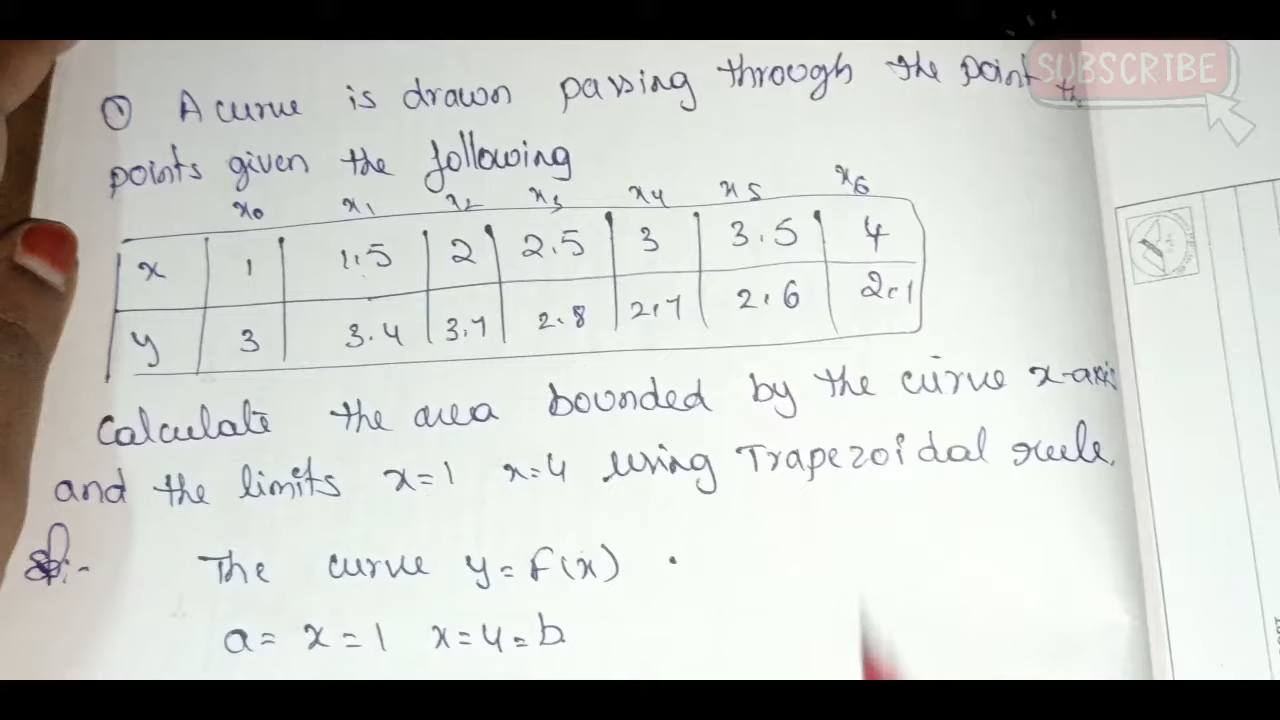 SUBSCRIBE
① A curve is drawn passing through the point th
points given the following
x0 x1 x2 x3 x4 x5 x6
x 1 1.5 2 2.5 3 3.5 4
y 3 3.4 3.7 2.8 2.7 2.6 2.1
calculate the area bounded by the curve x-axis
and the limits x=1 x=4 using Trapezoidal rule.
Sol:-
The curve y=f(x) .
a= x=1 x=4=b